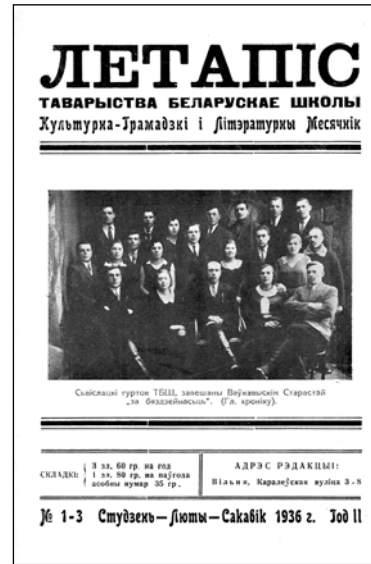 ЛЕТАПІС
ТАВАРЫСТВА БЕЛАРУСКАЕ ШКОЛЫ
Культурна-Грамадзкі і Літэратурны Месячнік
Сьвіслацкі гурток ТБШ, завешаны Ваўкавыскім Старастай
„за бяздзейнасьць". (Гл. хроніку).
СКЛАДКІ:
3 зл. 60 гр. на год
1 зл. 80 гр. на паўгода
асобны нумар 35 гр.
АДРЭС РЭДАКЦЫІ:
Вільня, Каралеўская вуліца 3-8
№ 1-3 Студзень—Люты—Сакавік 1936 г. Год II